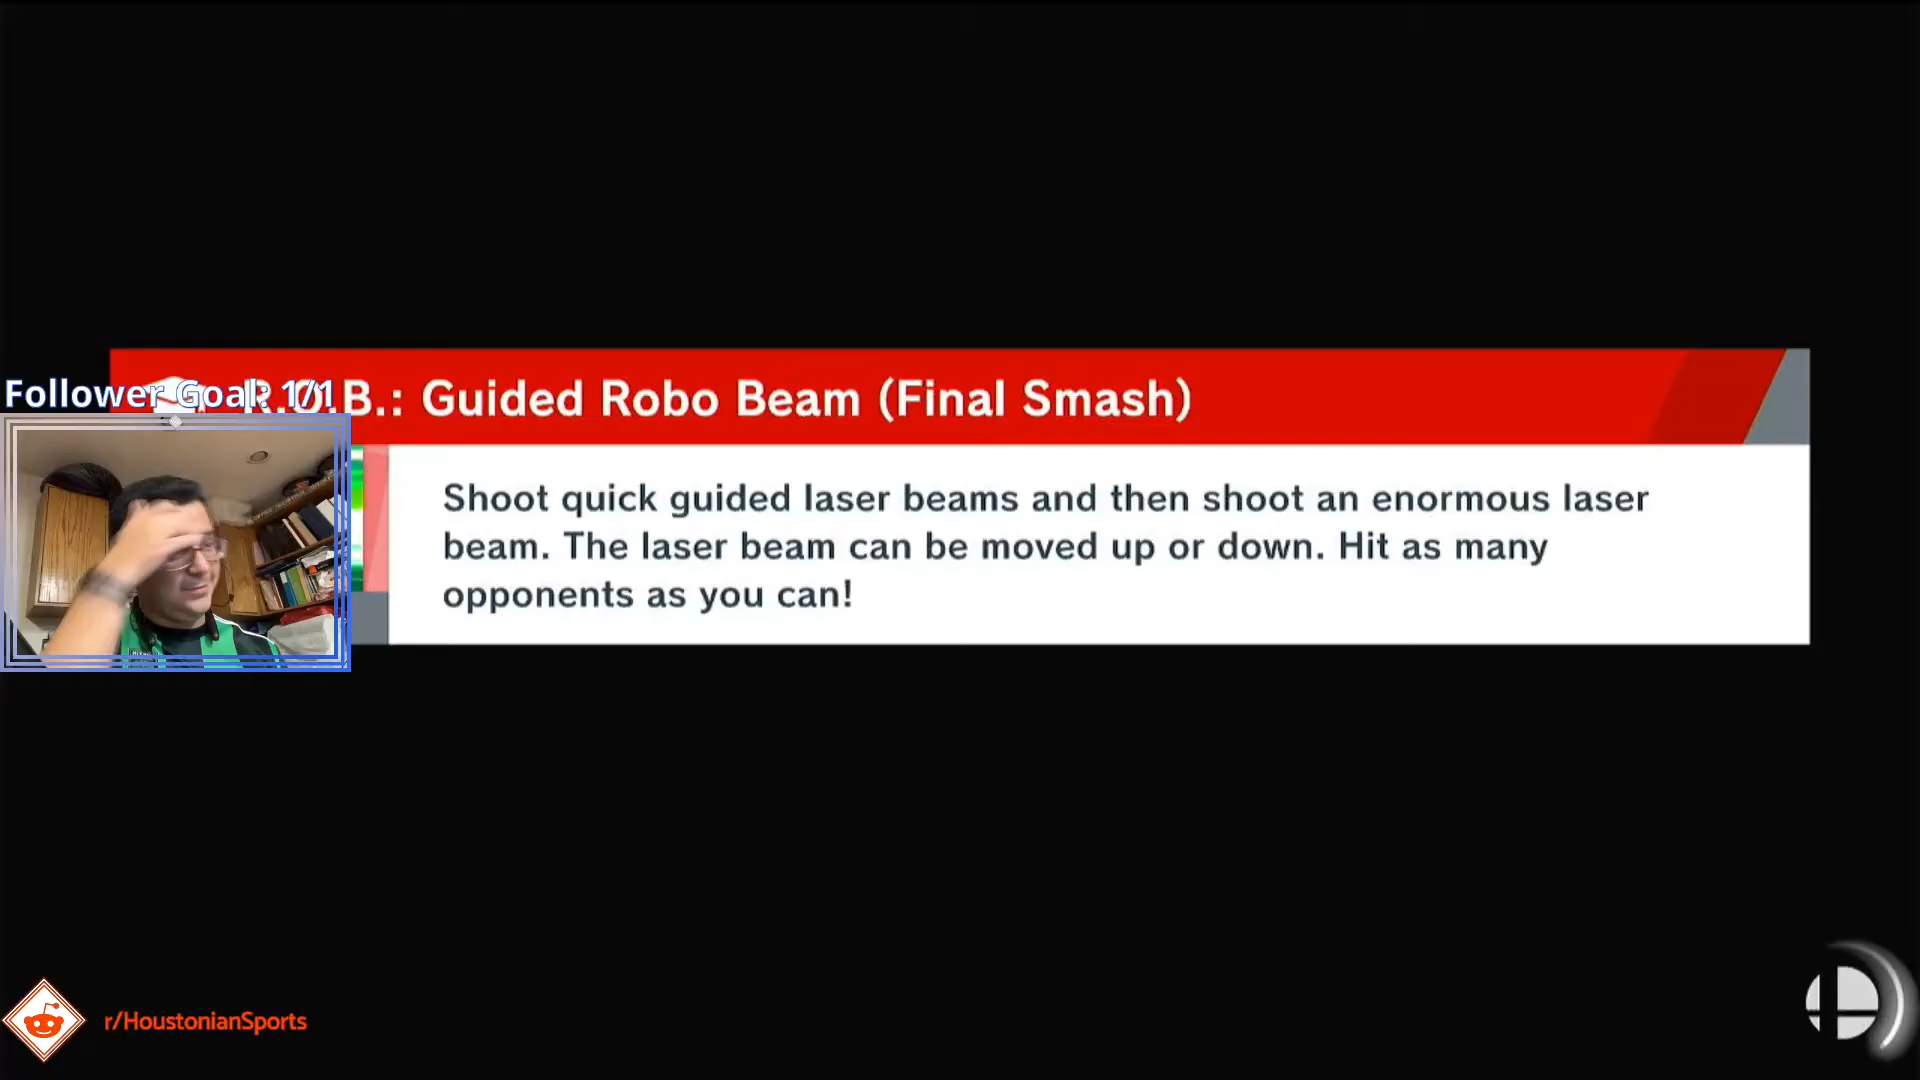 R.O.B.: Guided Robo Beam (Final Smash)
Follower Goal: 1/1
Shoot quick guided laser beams and then shoot an enormous laser
beam. The laser beam can be moved up or down. Hit as many
opponents as you can!
r/HoustonianSports